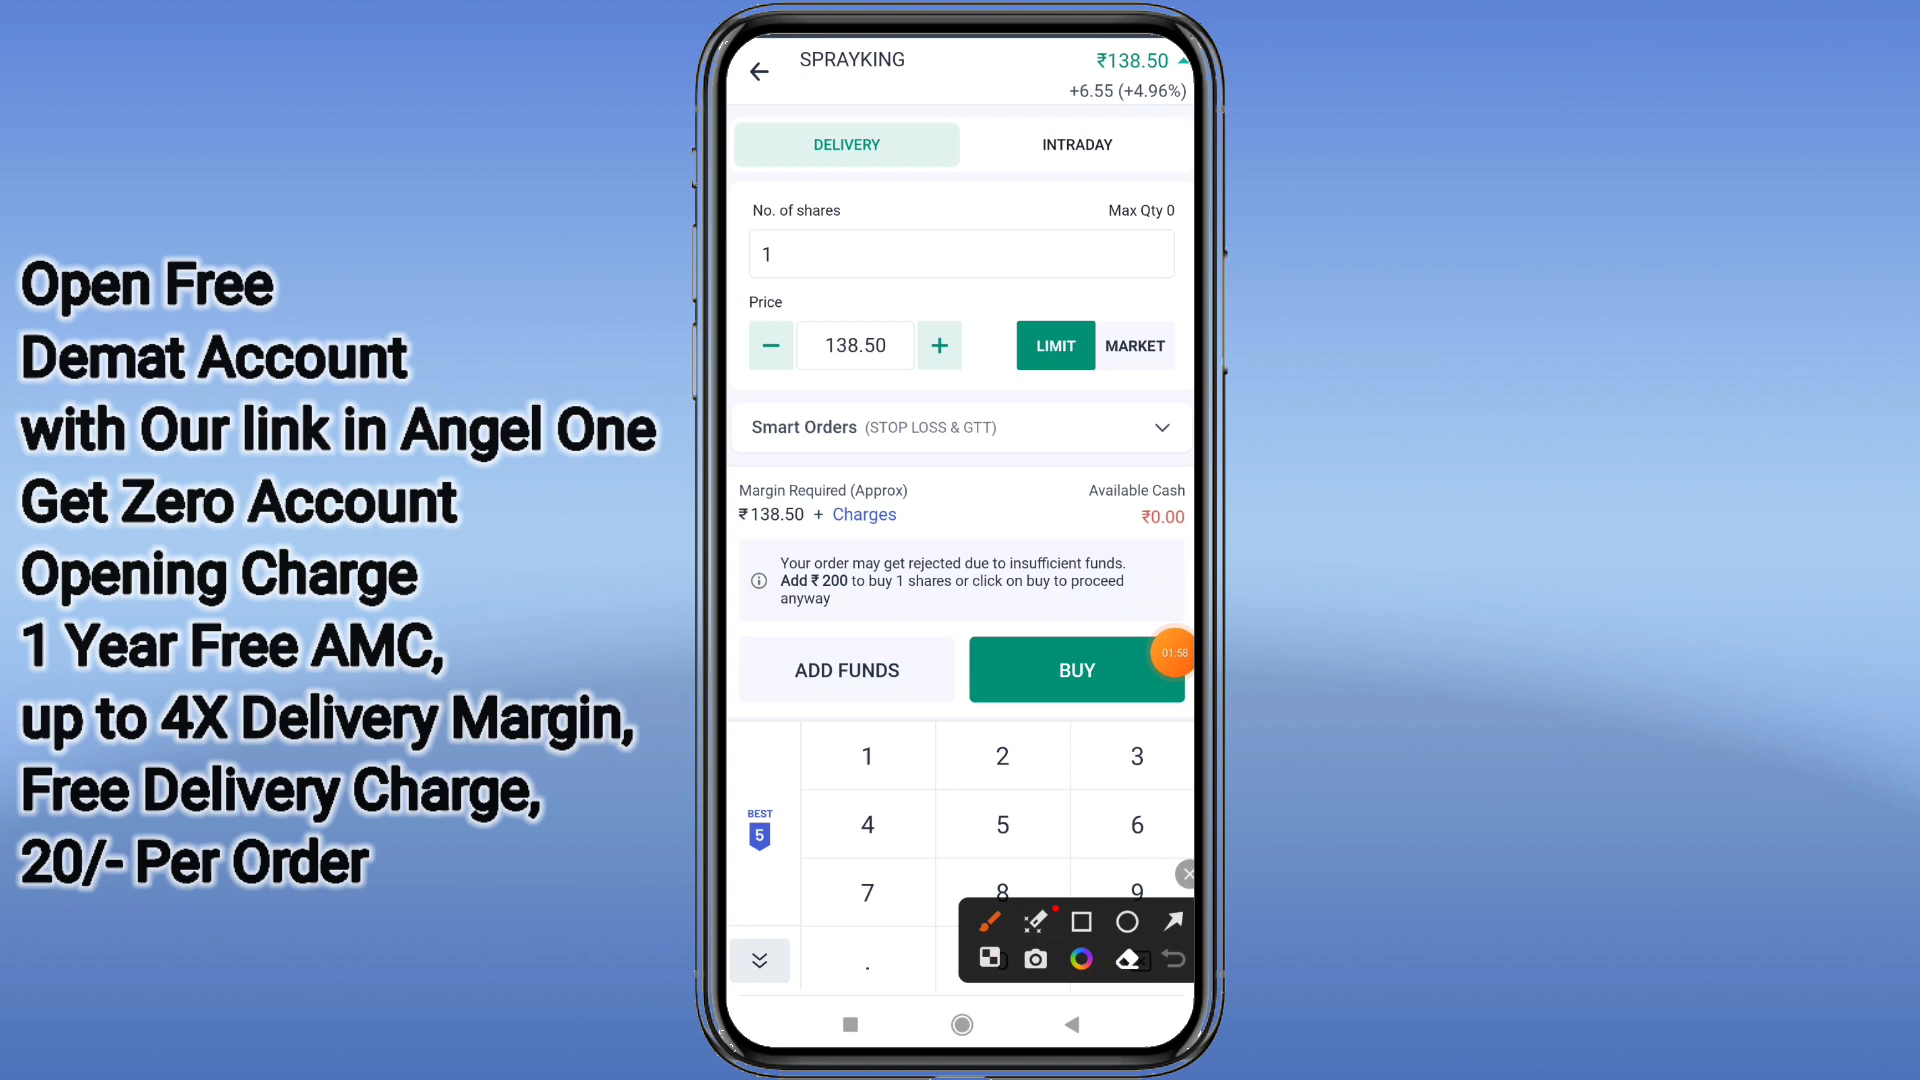 Open Free
Demat Account
with Our link in Angel One
Get Zero Account
Opening Charge
1 Year Free AMC,
up to 4X Delivery Margin,
Free Delivery Charge,
20/- Per Order
SPRAYKING
₹138.50
+6.55 (+4.96%)
DELIVERY
INTRADAY
No. of shares
Max Qty 0
1
Price
− 138.50 +
LIMIT
MARKET
Smart Orders (STOP LOSS & GTT)
Margin Required (Approx)
Available Cash
₹138.50 + Charges
₹0.00
Your order may get rejected due to insufficient funds.
Add ₹ 200 to buy 1 shares or click on buy to proceed
anyway
ADD FUNDS
BUY
01:58
1 2 3
4 5 6
BEST
5
7 8 9
.
0